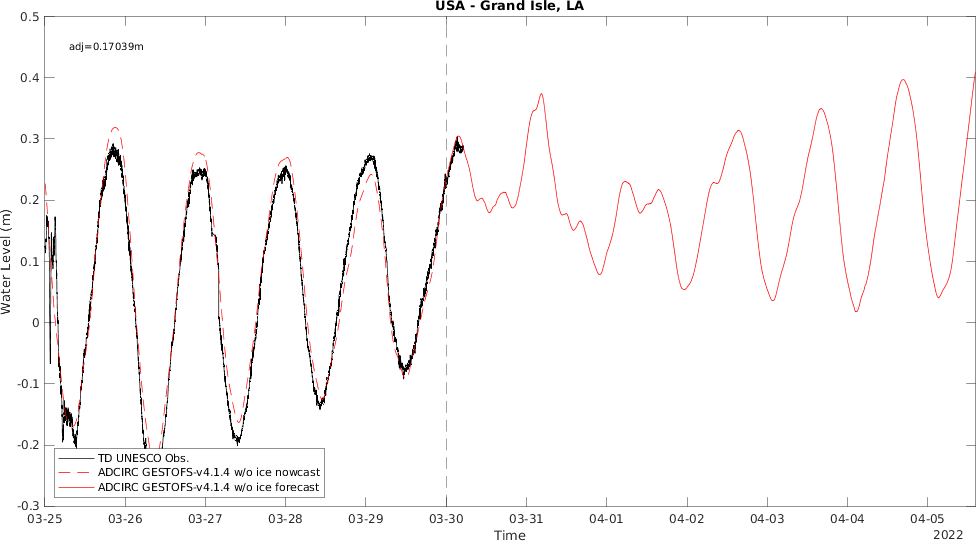 USA - Grand Isle, LA
adj=0.17039m
0.5
0.4
0.3
0.2
0.1
0
-0.1
-0.2
-0.3
Water Level (m)
TD UNESCO Obs.
ADCIRC GESTOFS-v4.1.4 w/o ice nowcast
ADCIRC GESTOFS-v4.1.4 w/o ice forecast
03-25 03-26 03-27 03-28 03-29 03-30 03-31 04-01 04-02 04-03 04-04 04-05
Time
2022